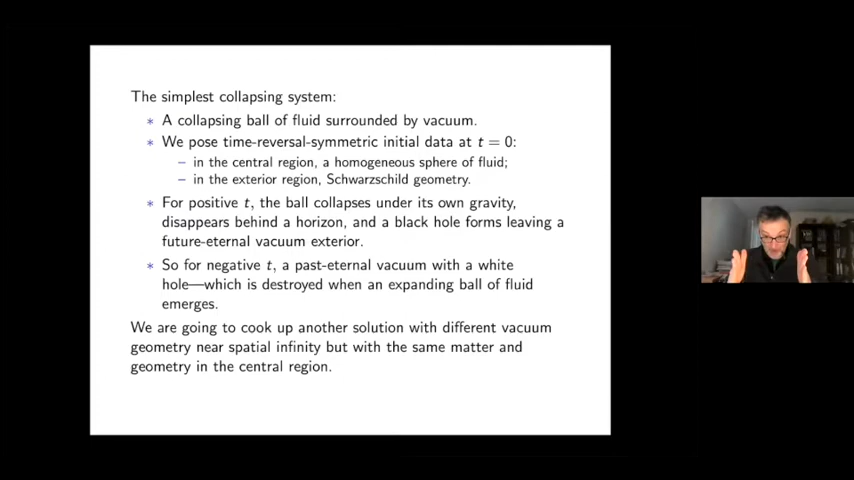 The simplest collapsing system:
* A collapsing ball of fluid surrounded by vacuum.
* We pose time-reversal-symmetric initial data at t = 0:
– in the central region, a homogeneous sphere of fluid;
– in the exterior region, Schwarzschild geometry.
* For positive t, the ball collapses under its own gravity,
disappears behind a horizon, and a black hole forms leaving a
future-eternal vacuum exterior.
* So for negative t, a past-eternal vacuum with a white
hole—which is destroyed when an expanding ball of fluid
emerges.
We are going to cook up another solution with different vacuum
geometry near spatial infinity but with the same matter and
geometry in the central region.